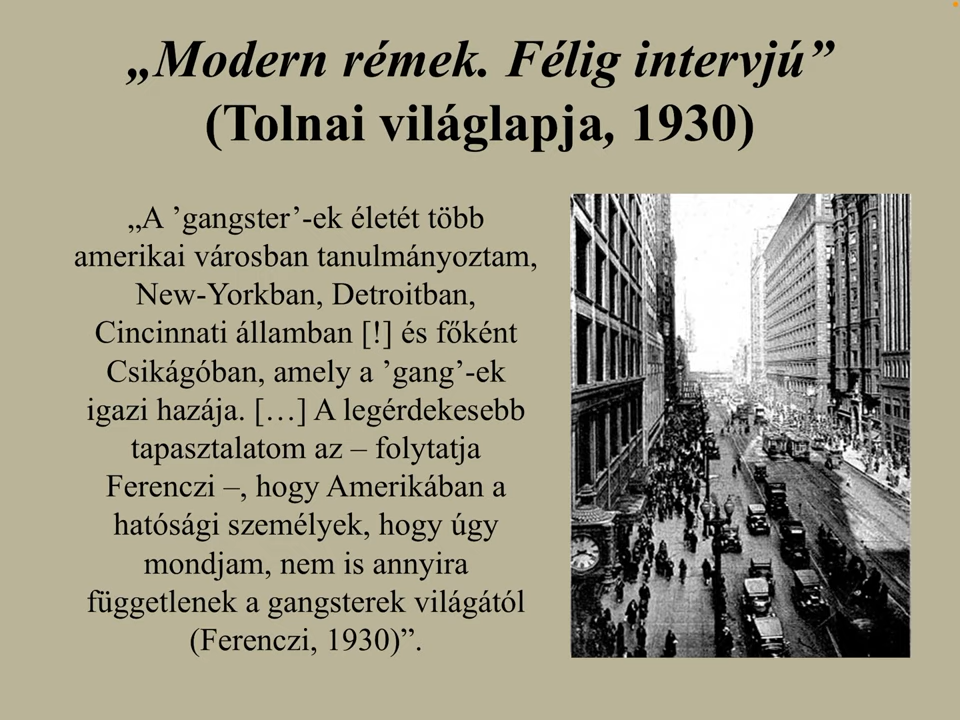 „Modern rémek. Félig intervjú”
(Tolnai világlapja, 1930)
„A ’gangster’-ek életét több
amerikai városban tanulmányoztam,
New-Yorkban, Detroitban,
Cincinnati államban [!] és főként
Csikágóban, amely a ’gang’-ek
igazi hazája. […] A legérdekesebb
tapasztalatom az – folytatja
Ferenczi –, hogy Amerikában a
hatósági személyek, hogy úgy
mondjam, nem is annyira
függetlenek a gangsterek világától
(Ferenczi, 1930)”.